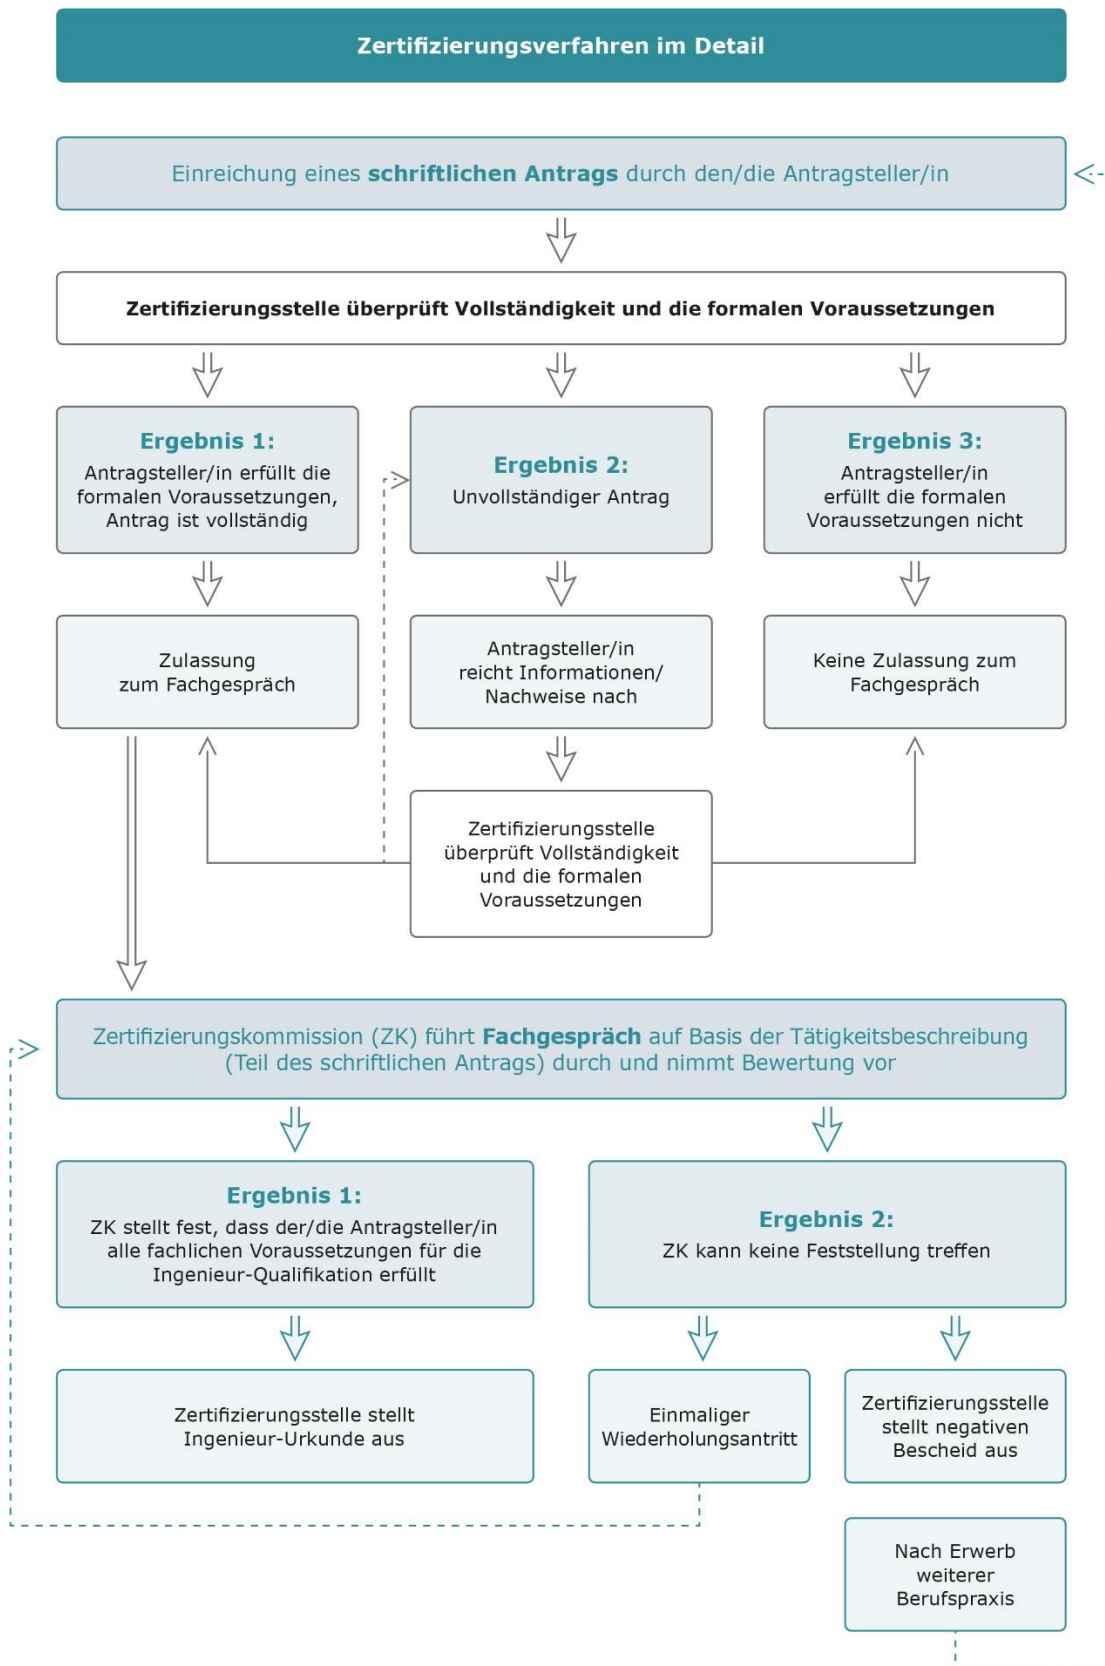 Zertifizierungsverfahren im Detail
Einreichung eines schriftlichen Antrags durch den/die Antragsteller/in
Zertifizierungsstelle überprüft Vollständigkeit und die formalen Voraussetzungen
Ergebnis 1:
Antragsteller/in erfüllt die
formalen Voraussetzungen,
Antrag ist vollständig
Ergebnis 2:
Unvollständiger Antrag
Ergebnis 3:
Antragsteller/in
erfüllt die formalen
Voraussetzungen nicht
Zulassung
zum Fachgespräch
Antragsteller/in
reicht Informationen/
Nachweise nach
Keine Zulassung zum
Fachgespräch
Zertifizierungsstelle
überprüft Vollständigkeit
und die formalen
Voraussetzungen
Zertifizierungskommission (ZK) führt Fachgespräch auf Basis der Tätigkeitsbeschreibung
(Teil des schriftlichen Antrags) durch und nimmt Bewertung vor
Ergebnis 1:
ZK stellt fest, dass der/die Antragsteller/in
alle fachlichen Voraussetzungen für die
Ingenieur-Qualifikation erfüllt
Ergebnis 2:
ZK kann keine Feststellung treffen
Zertifizierungsstelle stellt
Ingenieur-Urkunde aus
Einmaliger
Wiederholungsantritt
Zertifizierungsstelle
stellt negativen
Bescheid aus
Nach Erwerb
weiterer
Berufspraxis